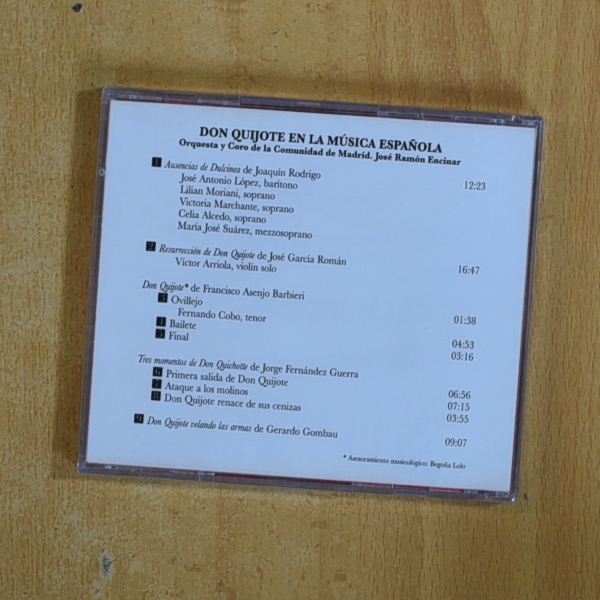 DON QUIJOTE EN LA MÚSICA ESPAÑOLA
Orquesta y Coro de la Comunidad de Madrid. José Ramón Encinar
1 Ausencias de Dulcinea de Joaquín Rodrigo 12:23
José Antonio López, barítono
Lilian Moriani, soprano
Victoria Marchante, soprano
Celia Alcedo, soprano
María José Suárez, mezzosoprano
2 Resurrección de Don Quijote de José García Román 16:47
Víctor Arriola, violín solo
Don Quijote* de Francisco Asenjo Barbieri
3 Ovillejo 01:38
Fernando Cobo, tenor
4 Bailete 04:53
5 Final 03:16
Tres momentos de Don Quichotte de Jorge Fernández Guerra
6 Primera salida de Don Quijote 06:56
7 Ataque a los molinos 07:15
8 Don Quijote renace de sus cenizas 03:55
9 Don Quijote velando las armas de Gerardo Gombau 09:07
* Asesoramiento musicológico: Begoña Lolo